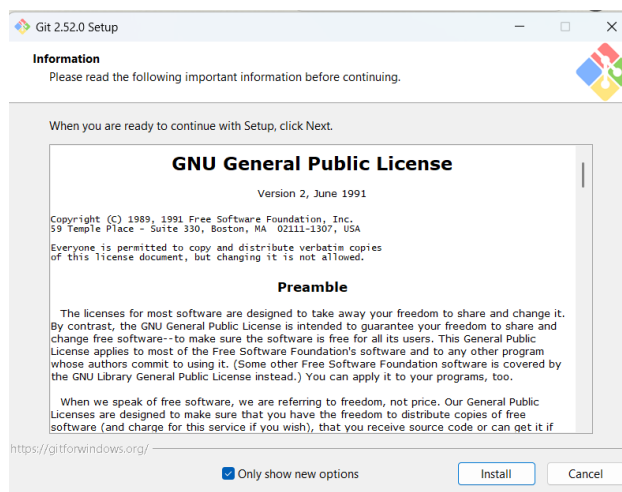 Git 2.52.0 Setup
Information
Please read the following important information before continuing.
When you are ready to continue with Setup, click Next.
GNU General Public License
Version 2, June 1991
Copyright (C) 1989, 1991 Free Software Foundation, Inc.
59 Temple Place - Suite 330, Boston, MA  02111-1307, USA
Everyone is permitted to copy and distribute verbatim copies
of this license document, but changing it is not allowed.
Preamble
The licenses for most software are designed to take away your freedom to share and change it.
By contrast, the GNU General Public License is intended to guarantee your freedom to share and
change free software--to make sure the software is free for all its users. This General Public
License applies to most of the Free Software Foundation's software and to any other program
whose authors commit to using it. (Some other Free Software Foundation software is covered by
the GNU Library General Public License instead.) You can apply it to your programs, too.
When we speak of free software, we are referring to freedom, not price. Our General Public
Licenses are designed to make sure that you have the freedom to distribute copies of free
software (and charge for this service if you wish), that you receive source code or can get it if
https://gitforwindows.org/
Only show new options
Install
Cancel